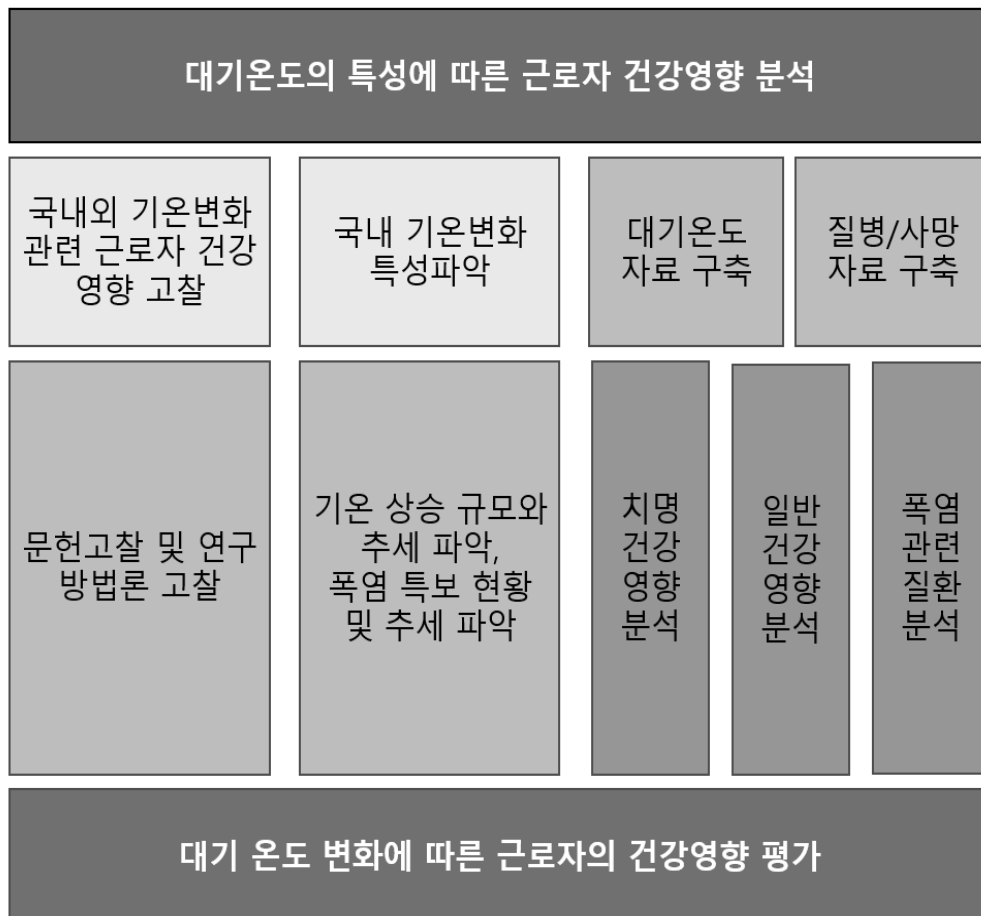 대기온도의 특성에 따른 근로자 건강영향 분석
국내외 기온변화
관련 근로자 건강
영향 고찰
국내 기온변화
특성파악
대기온도
자료 구축
질병/사망
자료 구축
문헌고찰 및 연구
방법론 고찰
기온 상승 규모와
추세 파악,
폭염 특보 현황
및 추세 파악
치명
건강
영향
분석
일반
건강
영향
분석
폭염
관련
질환
분석
대기 온도 변화에 따른 근로자의 건강영향 평가